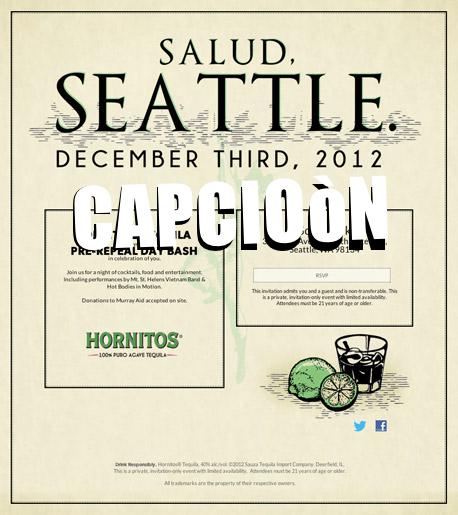 SALUD,
SEATTLE.
DECEMBER THIRD, 2012
CAPCIOÒN
PRE-REPEAL DAY BASH
in celebration of you.
Join us for a night of cocktails, food and entertainment.
Including performances by Mt. St. Helens Vietnam Band &
Hot Bodies in Motion.
Donations to Murray Aid accepted on site.
HORNITOS®
100% PURO AGAVE TEQUILA
Seattle, WA 98134
RSVP
This invitation admits you and a guest and is non-transferable. This
is a private, invitation-only event with limited availability.
Attendees must be 21 years of age or older.
Drink Responsibly. Hornitos® Tequila, 40% alc./vol. ©2012 Sauza Tequila Import Company, Deerfield, IL.
This is a private, invitation-only event with limited availability. Attendees must be 21 years of age or older.
All trademarks are the property of their respective owners.